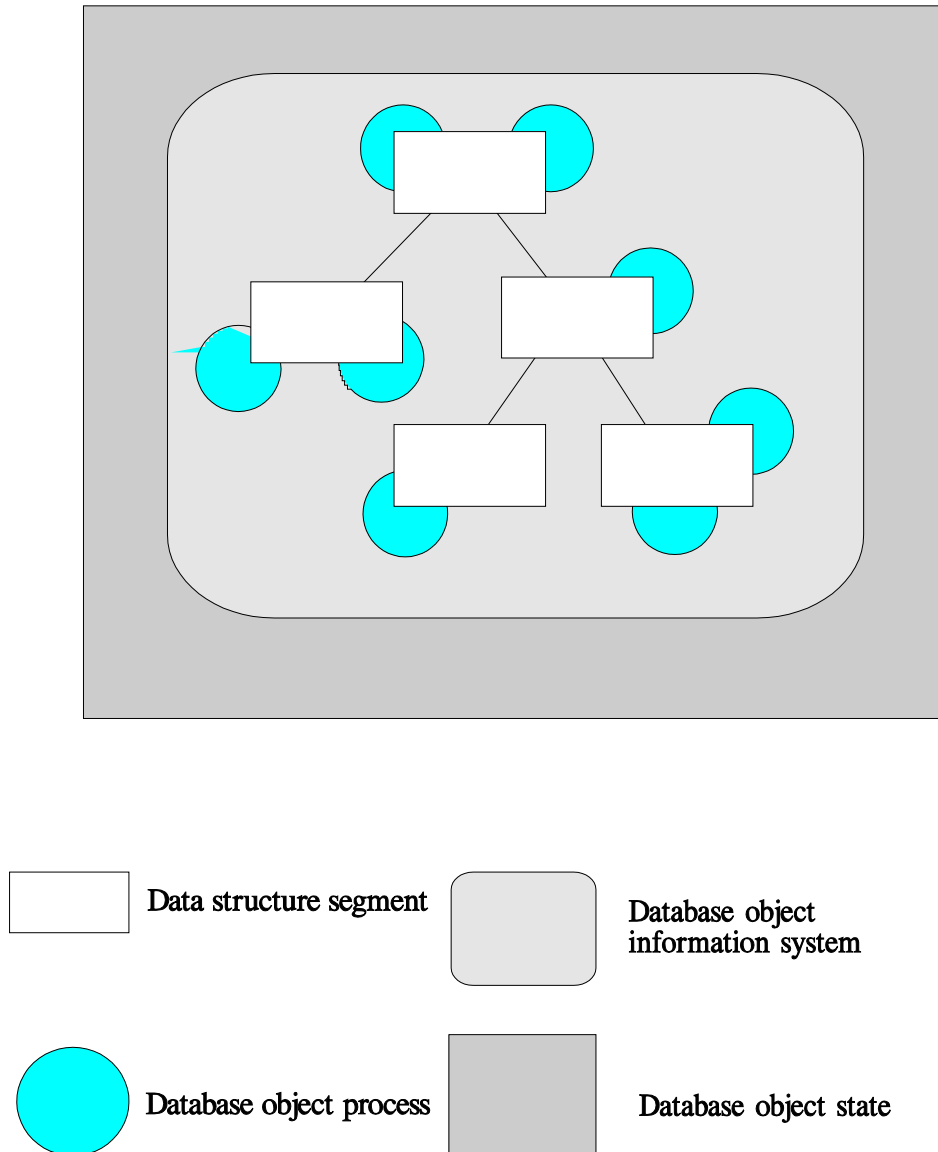 Data structure segment
Database object
information system
Database object process
Database object state